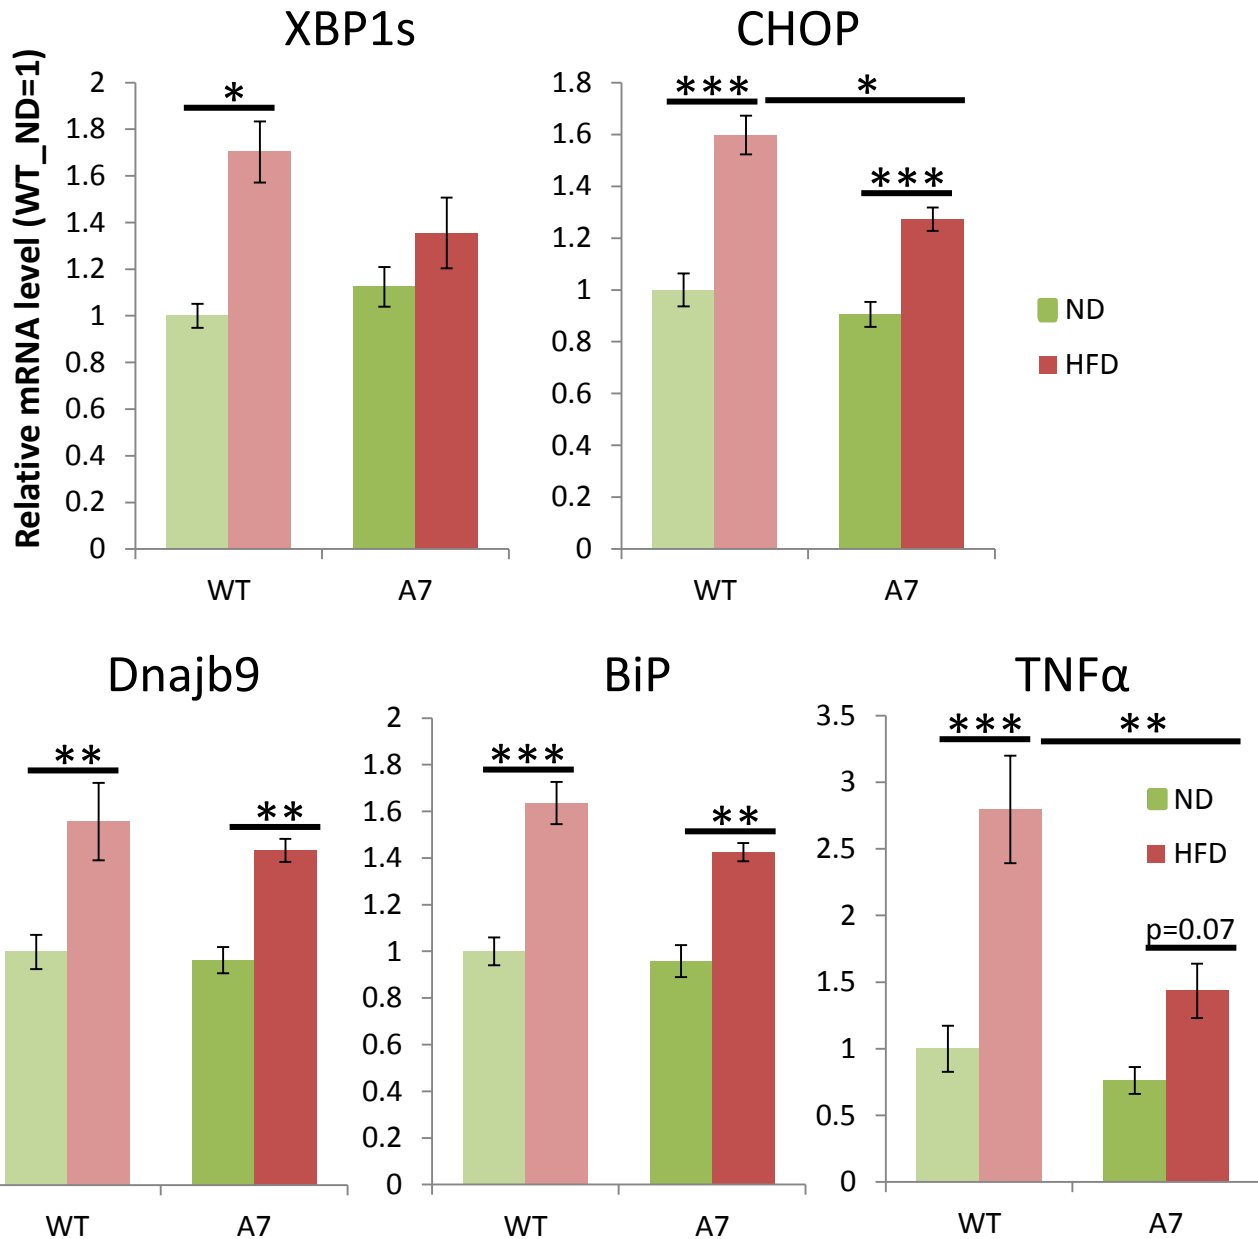 XBP1s
CHOP
Relative mRNA level (WT_ND=1)
2
1.8
1.6
1.4
1.2
1
0.8
0.6
0.4
0.2
0
*
WT
A7
1.8
1.6
1.4
1.2
1
0.8
0.6
0.4
0.2
0
***
*
***
WT
A7
ND
HFD
Dnajb9
BiP
TNFα
**
**
WT
A7
2
1.8
1.6
1.4
1.2
1
0.8
0.6
0.4
0.2
0
***
**
WT
A7
3.5
3
2.5
2
1.5
1
0.5
0
***
**
ND
HFD
p=0.07
WT
A7